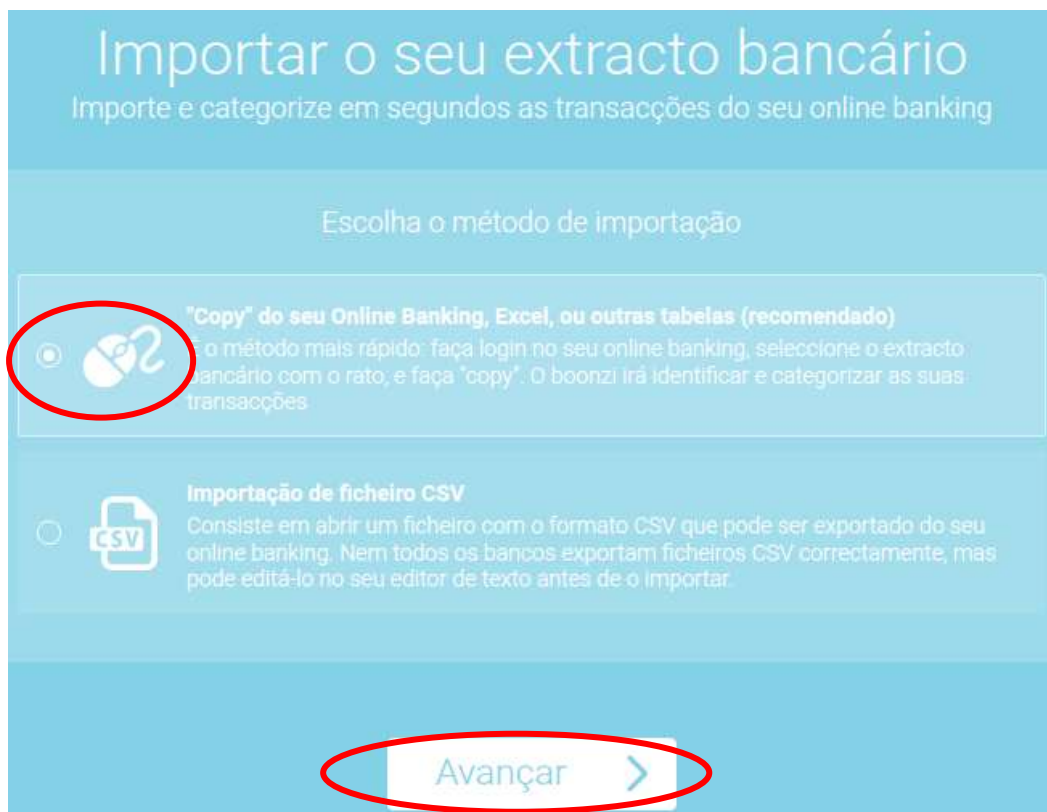 Importar o seu extracto bancário
Importe e categorize em segundos as transacções do seu online banking
Escolha o método de importação
"Copy" do seu Online Banking, Excel, ou outras tabelas (recomendado)
É o método mais rápido: faça login no seu online banking, seleccione o extracto
bancário com o rato, e faça "copy". O boonzi irá identificar e categorizar as suas
transacções
Importação de ficheiro CSV
CSV
Consiste em abrir um ficheiro com o formato CSV que pode ser exportado do seu
online banking. Nem todos os bancos exportam ficheiros CSV correctamente, mas
pode editá-lo no seu editor de texto antes de o importar.
Avançar